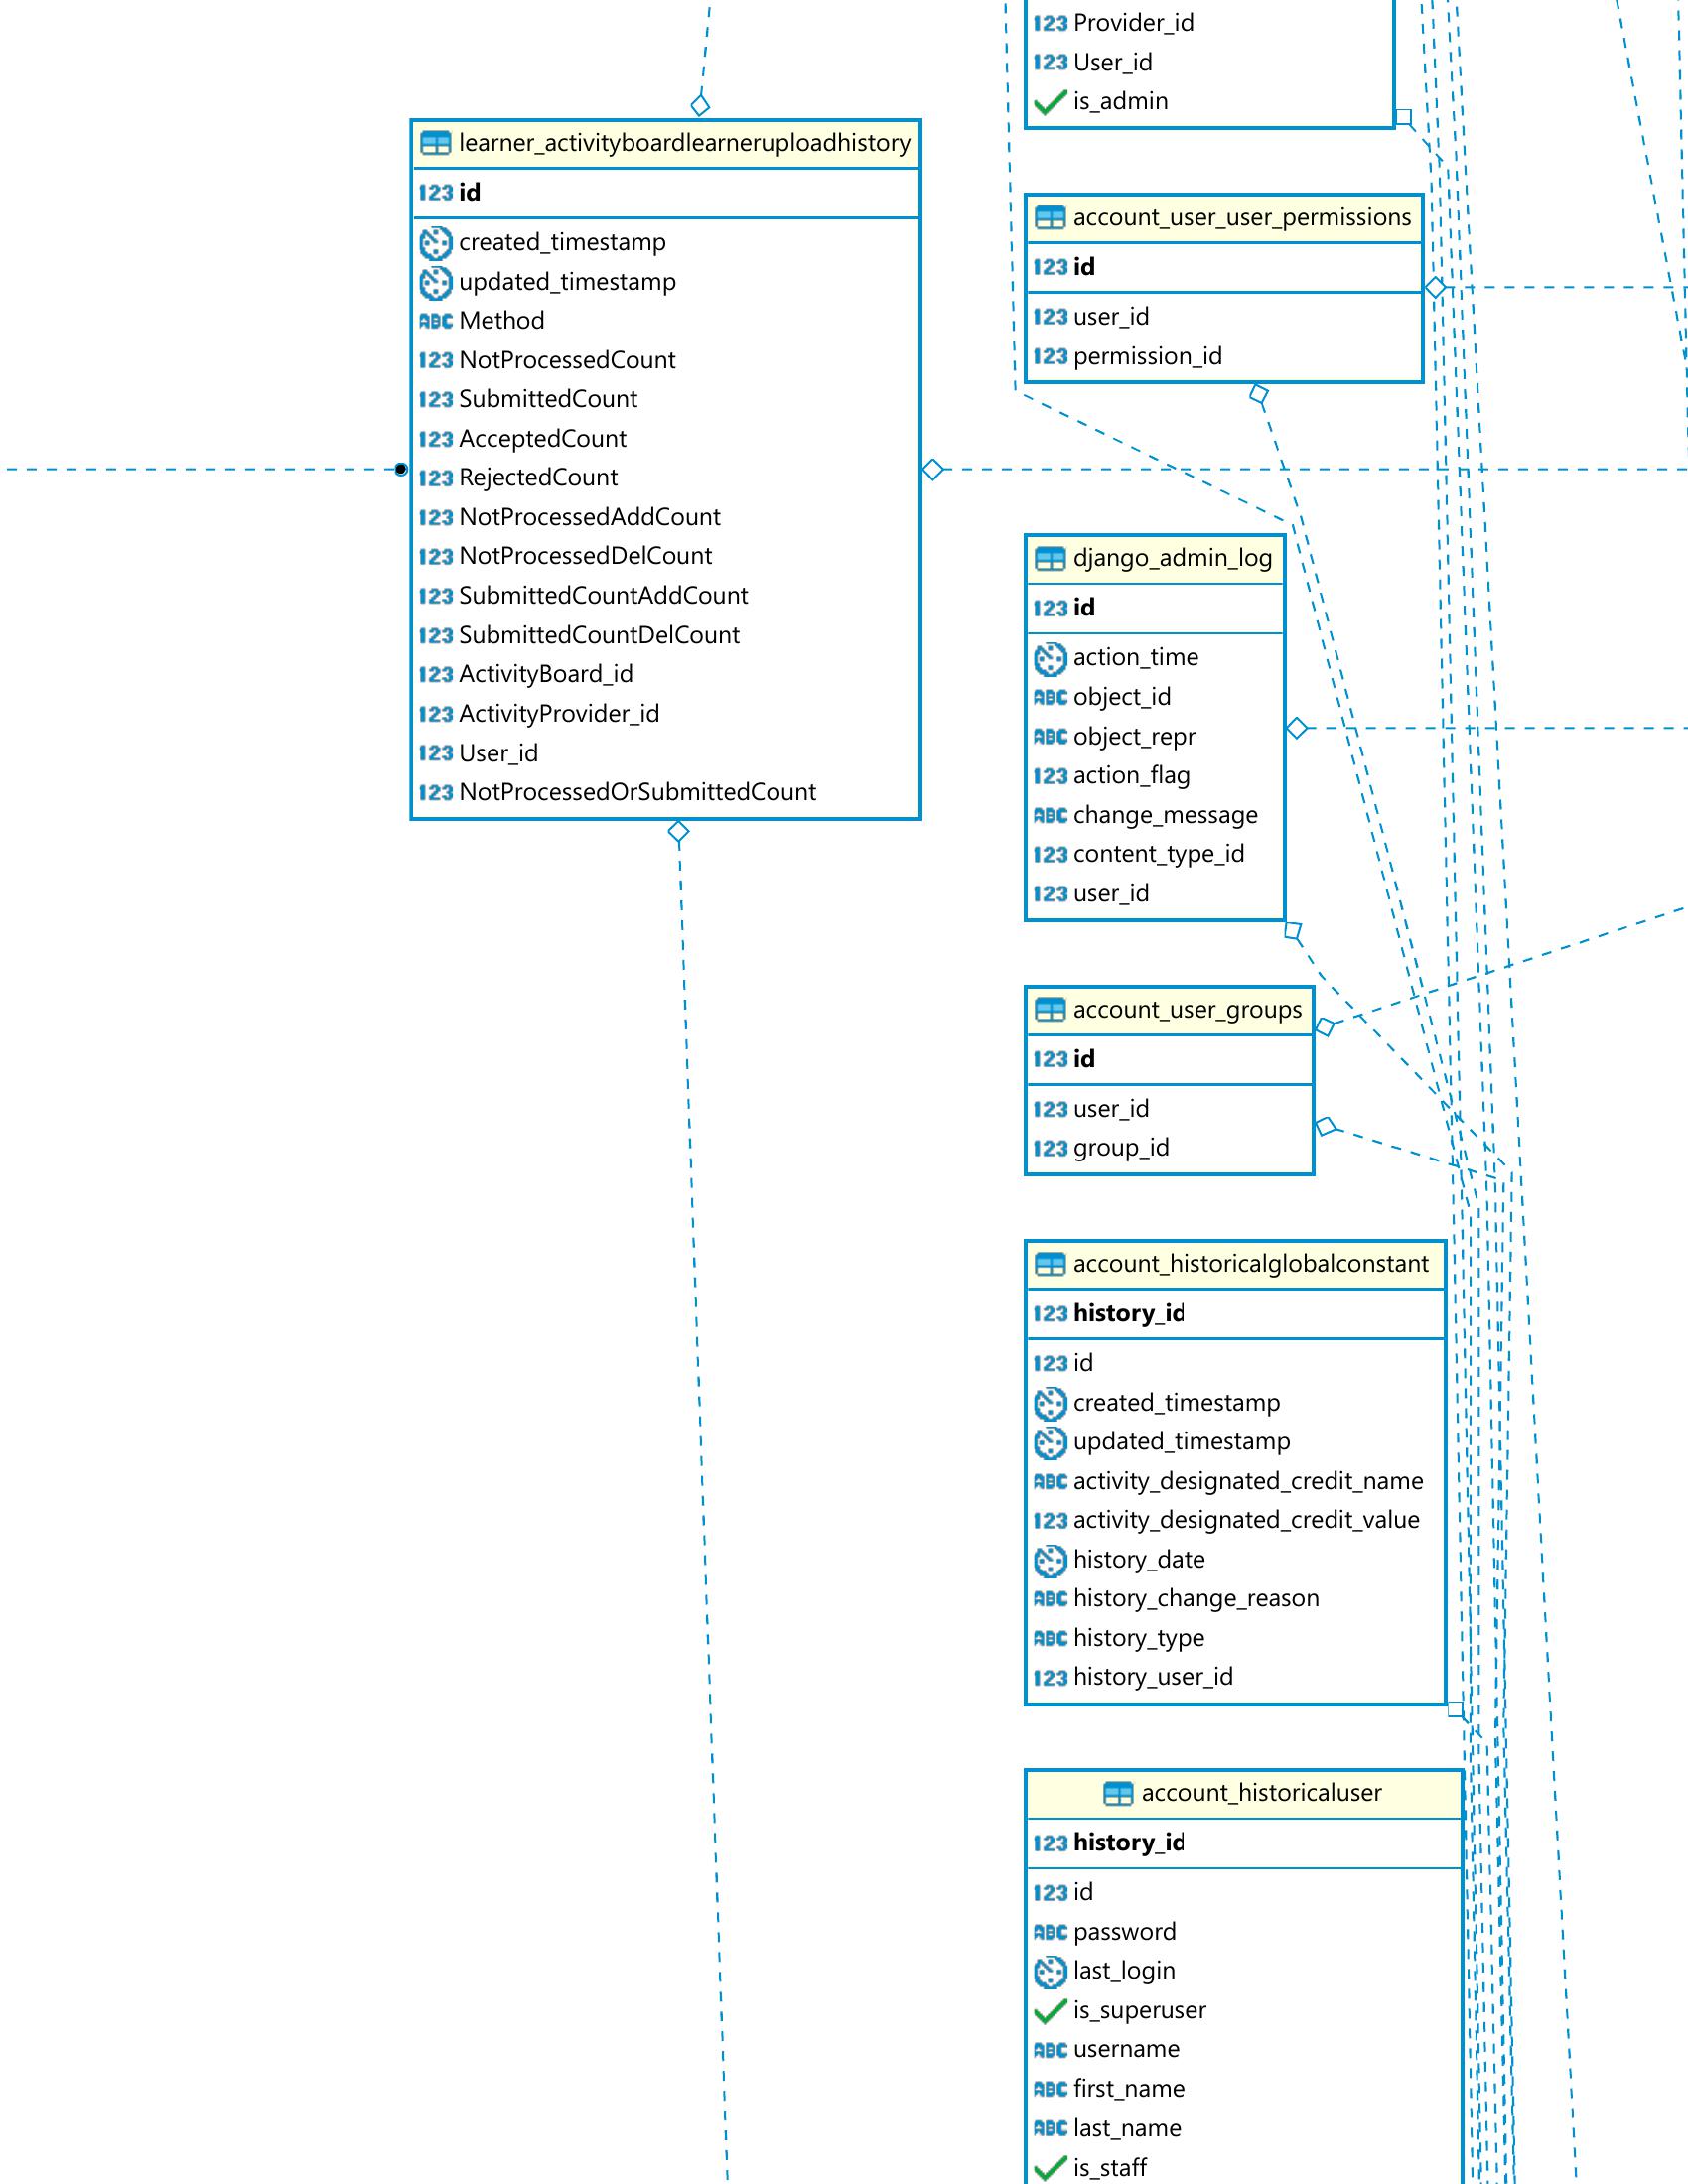 learner_activityboardlearneruploadhistory
123 id
created_timestamp
updated_timestamp
ABC Method
123 NotProcessedCount
123 SubmittedCount
123 AcceptedCount
123 RejectedCount
123 NotProcessedAddCount
123 NotProcessedDelCount
123 SubmittedCountAddCount
123 SubmittedCountDelCount
123 ActivityBoard_id
123 ActivityProvider_id
123 User_id
123 NotProcessedOrSubmittedCount
123 Provider_id
123 User_id
is_admin
account_user_user_permissions
123 id
123 user_id
123 permission_id
django_admin_log
123 id
action_time
ABC object_id
ABC object_repr
123 action_flag
ABC change_message
123 content_type_id
123 user_id
account_user_groups
123 id
123 user_id
123 group_id
account_historicalglobalconstant
123 history_id
123 id
created_timestamp
updated_timestamp
ABC activity_designated_credit_name
123 activity_designated_credit_value
history_date
ABC history_change_reason
ABC history_type
123 history_user_id
account_historicaluser
123 history_id
123 id
ABC password
last_login
is_superuser
ABC username
ABC first_name
ABC last_name
is_staff